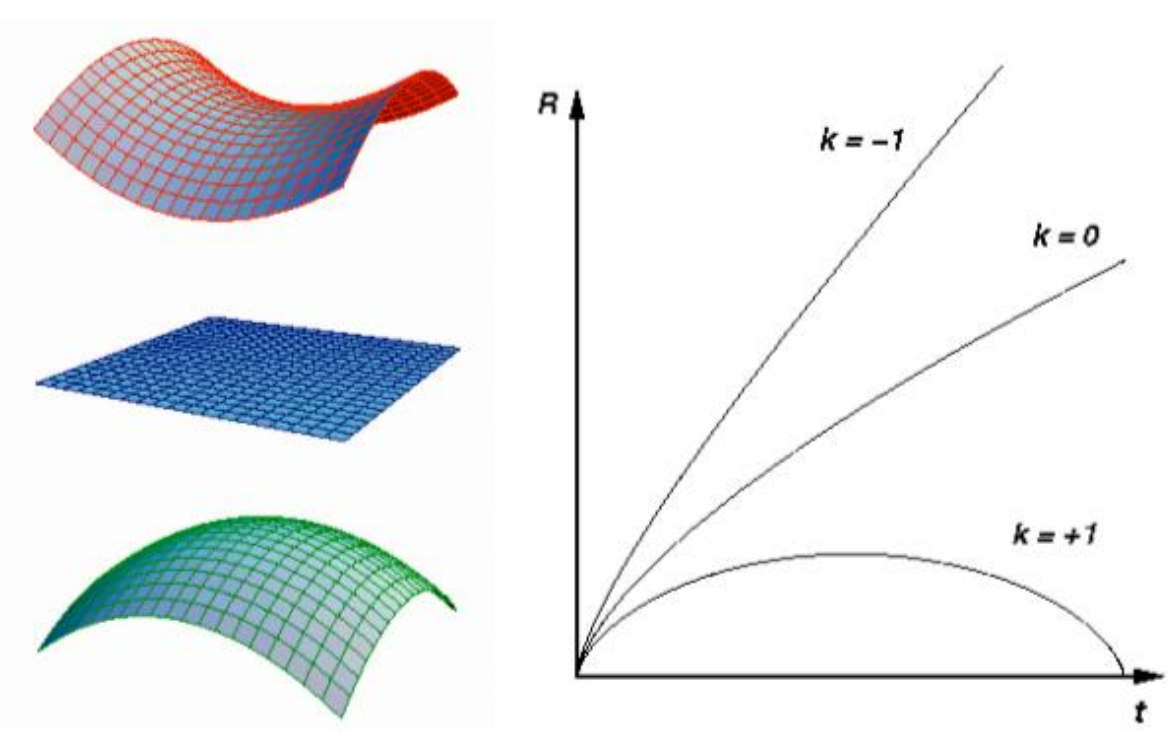 R
k = −1
k = 0
k = +1
t